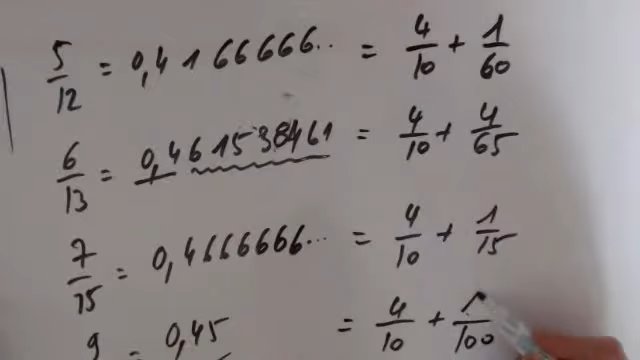 5/12 = 0,4166666.. = 4/10 + 1/60
6/13 = 0,461538461 = 4/10 + 4/65
7/15 = 0,4666666... = 4/10 + 1/15
9 = 0,45 = 4/10 + /100